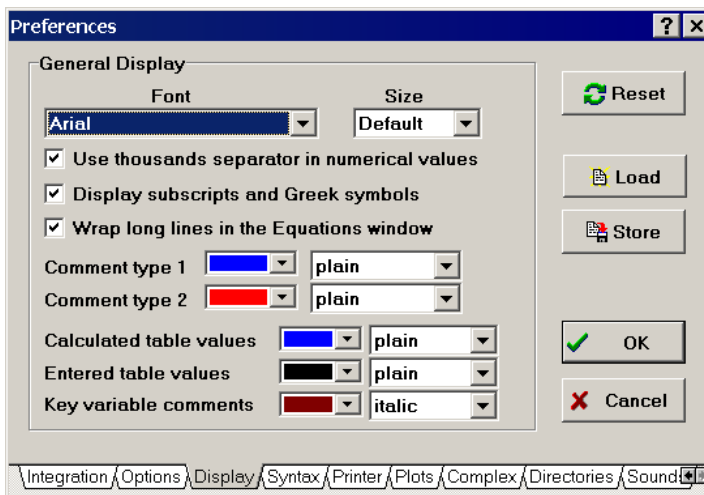 Preferences
General Display
Font Size
Arial Default
Use thousands separator in numerical values
Display subscripts and Greek symbols
Wrap long lines in the Equations window
Comment type 1 plain
Comment type 2 plain
Calculated table values plain
Entered table values plain
Key variable comments italic
Reset
Load
Store
OK
Cancel
Integration Options Display Syntax Printer Plots Complex Directories Sound